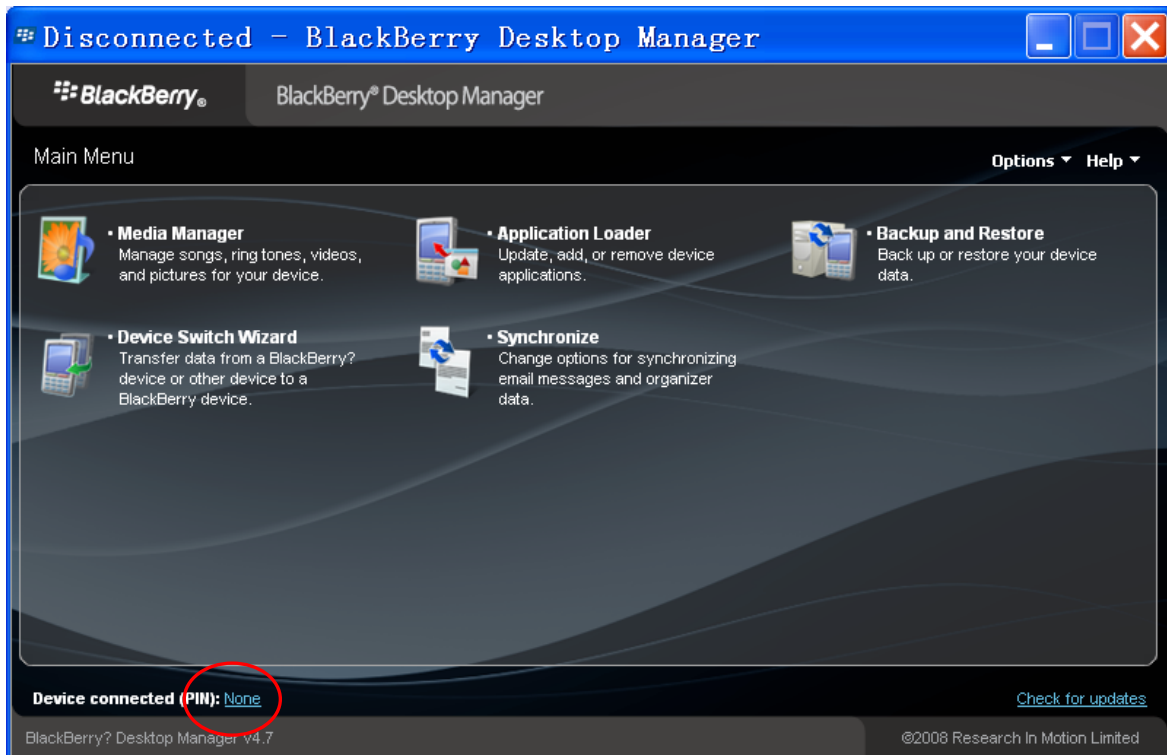 Disconnected - BlackBerry Desktop Manager
BlackBerry®
BlackBerry® Desktop Manager
Main Menu
Options Help
Media Manager
Manage songs, ring tones, videos,
and pictures for your device.
Application Loader
Update, add, or remove device
applications.
Backup and Restore
Back up or restore your device
data.
Device Switch Wizard
Transfer data from a BlackBerry?
device or other device to a
BlackBerry device.
Synchronize
Change options for synchronizing
email messages and organizer
data.
Device connected (PIN): None
Check for updates
BlackBerry? Desktop Manager v4.7
©2008 Research In Motion Limited